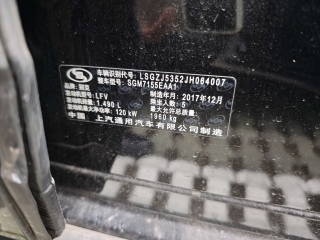 车辆识别代号: LSGZJ5352JH064007
整车型号: SGM7155EAA1
品牌: 别克
发动机型号: LFV 制造年月: 2017年12月
发动机排量: 1.490 L 乘坐人数: 5
发动机最大净功率: 120 kW 最大允许总质量: 1960 kg
中国 上汽通用汽车有限公司制造